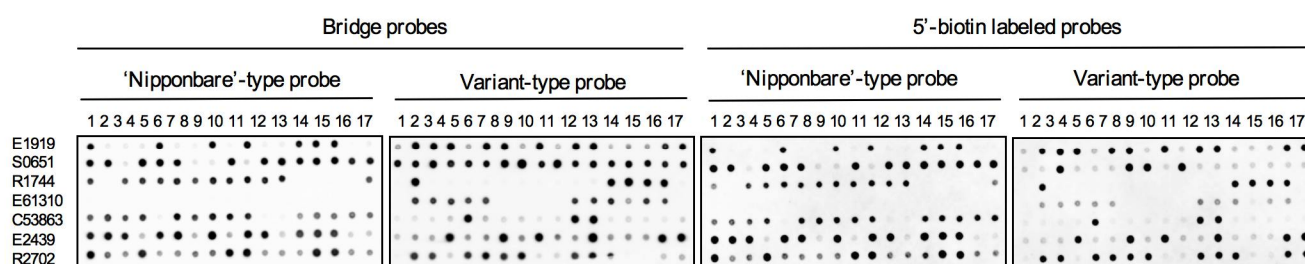 Bridge probes 5'-biotin labeled probes
'Nipponbare'-type probe Variant-type probe 'Nipponbare'-type probe Variant-type probe
1 2 3 4 5 6 7 8 9 10 11 12 13 14 15 16 17 1 2 3 4 5 6 7 8 9 10 11 12 13 14 15 16 17 1 2 3 4 5 6 7 8 9 10 11 12 13 14 15 16 17 1 2 3 4 5 6 7 8 9 10 11 12 13 14 15 16 17
E1919
S0651
R1744
E61310
C53863
E2439
R2702